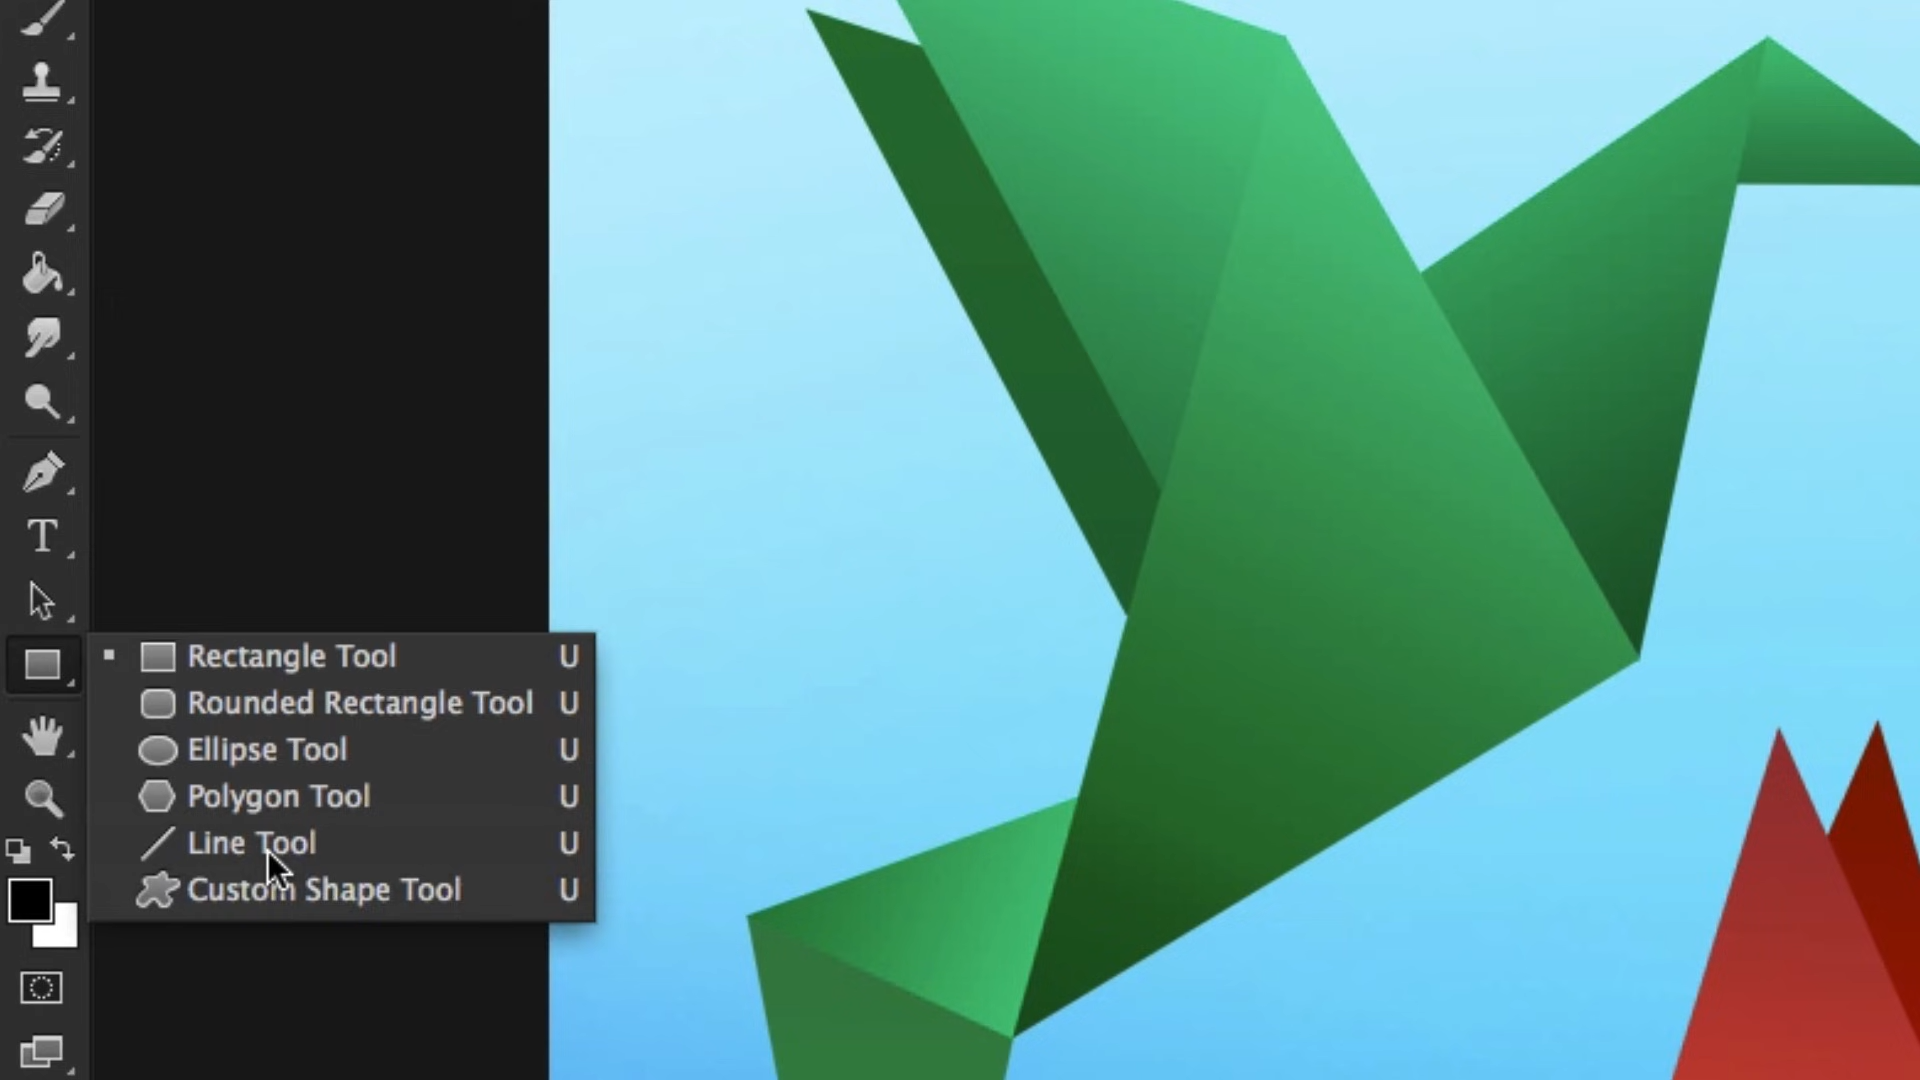 Rectangle Tool U
Rounded Rectangle Tool U
Ellipse Tool U
Polygon Tool U
Line Tool U
Custom Shape Tool U